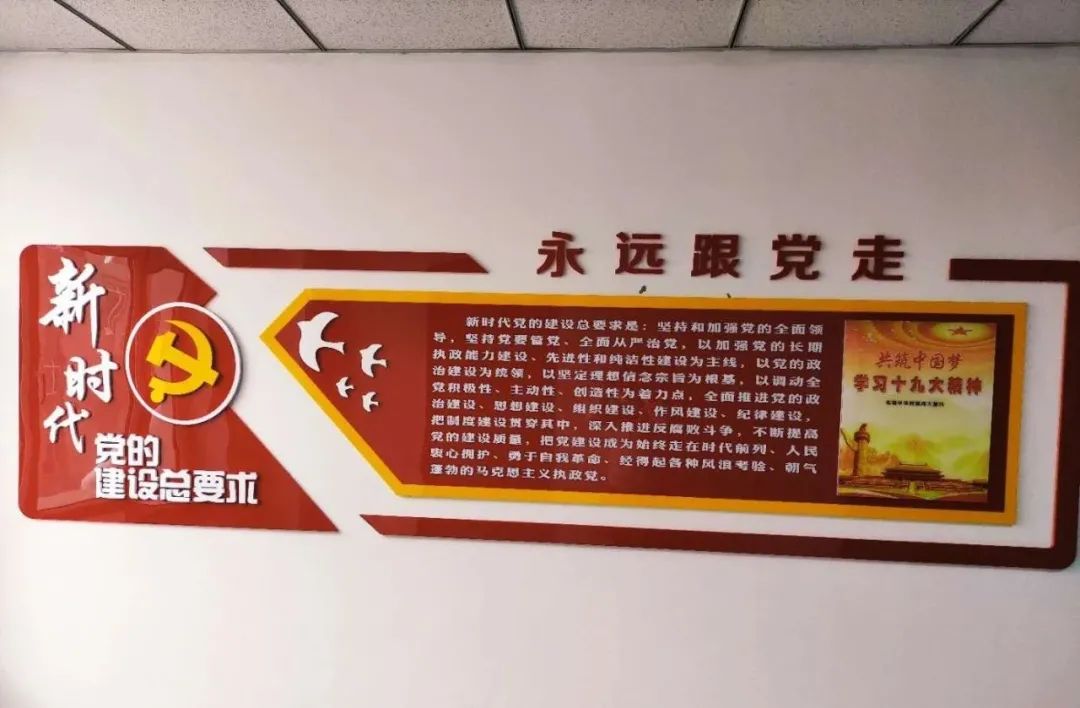 永远跟党走
新时代
党的
建设总要求
新时代党的建设总要求是：坚持和加强党的全面领
导，坚持党要管党、全面从严治党，以加强党的长期
执政能力建设、先进性和纯洁性建设为主线，以党的政
治建设为统领，以坚定理想信念宗旨为根基，以调动全
党积极性、主动性、创造性为着力点，全面推进党的政
治建设、思想建设、组织建设、作风建设、纪律建设，
把制度建设贯穿其中，深入推进反腐败斗争，不断提高
党的建设质量，把党建设成为始终走在时代前列、人民
衷心拥护、勇于自我革命、经得起各种风浪考验、朝气
蓬勃的马克思主义执政党。
共筑中国梦
学习十九大精神